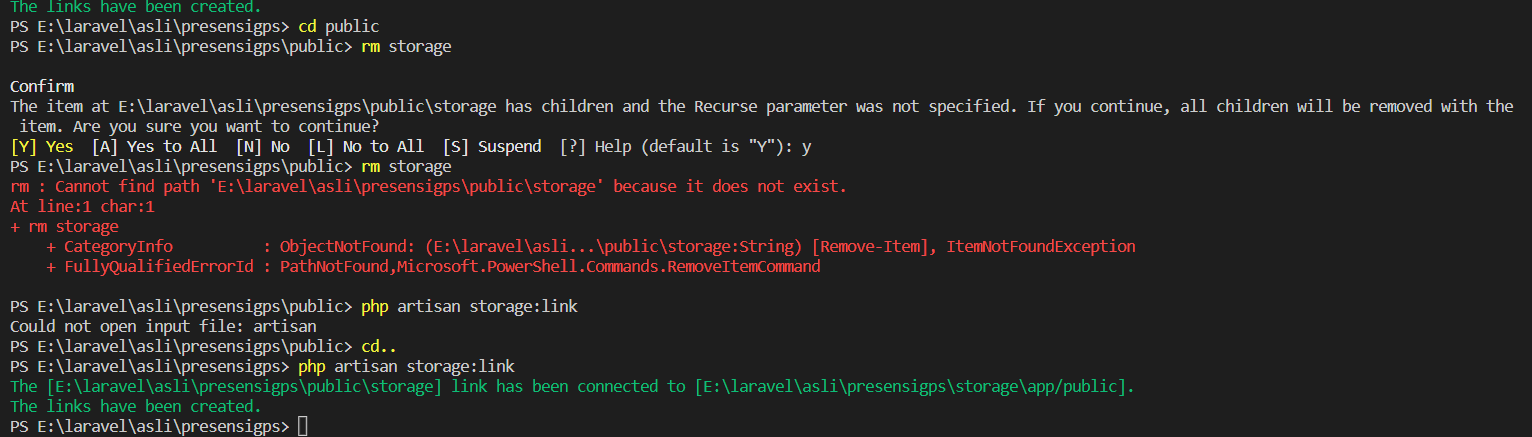 The links have been created.
PS E:\laravel\asli\presensigps> cd public
PS E:\laravel\asli\presensigps\public> rm storage
Confirm
The item at E:\laravel\asli\presensigps\public\storage has children and the Recurse parameter was not specified. If you continue, all children will be removed with the
item. Are you sure you want to continue?
[Y] Yes  [A] Yes to All  [N] No  [L] No to All  [S] Suspend  [?] Help (default is "Y"): y
PS E:\laravel\asli\presensigps\public> rm storage
rm : Cannot find path 'E:\laravel\asli\presensigps\public\storage' because it does not exist.
At line:1 char:1
+ rm storage
    + CategoryInfo          : ObjectNotFound: (E:\laravel\asli...\public\storage:String) [Remove-Item], ItemNotFoundException
    + FullyQualifiedErrorId : PathNotFound,Microsoft.PowerShell.Commands.RemoveItemCommand
PS E:\laravel\asli\presensigps\public> php artisan storage:link
Could not open input file: artisan
PS E:\laravel\asli\presensigps\public> cd..
PS E:\laravel\asli\presensigps> php artisan storage:link
The [E:\laravel\asli\presensigps\public\storage] link has been connected to [E:\laravel\asli\presensigps\storage\app/public].
The links have been created.
PS E:\laravel\asli\presensigps>